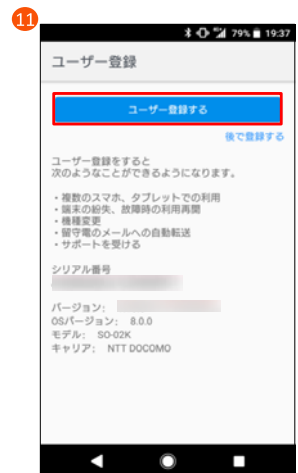 11
79% 19:37
ユーザー登録
ユーザー登録する
後で登録する
ユーザー登録をすると
次のようなことができるようになります。
・複数のスマホ、タブレットでの利用
・端末の紛失、故障時の利用再開
・機種変更
・留守電のメールへの自動転送
・サポートを受ける
シリアル番号
バージョン:
OSバージョン: 8.0.0
モデル: SO-02K
キャリア: NTT DOCOMO